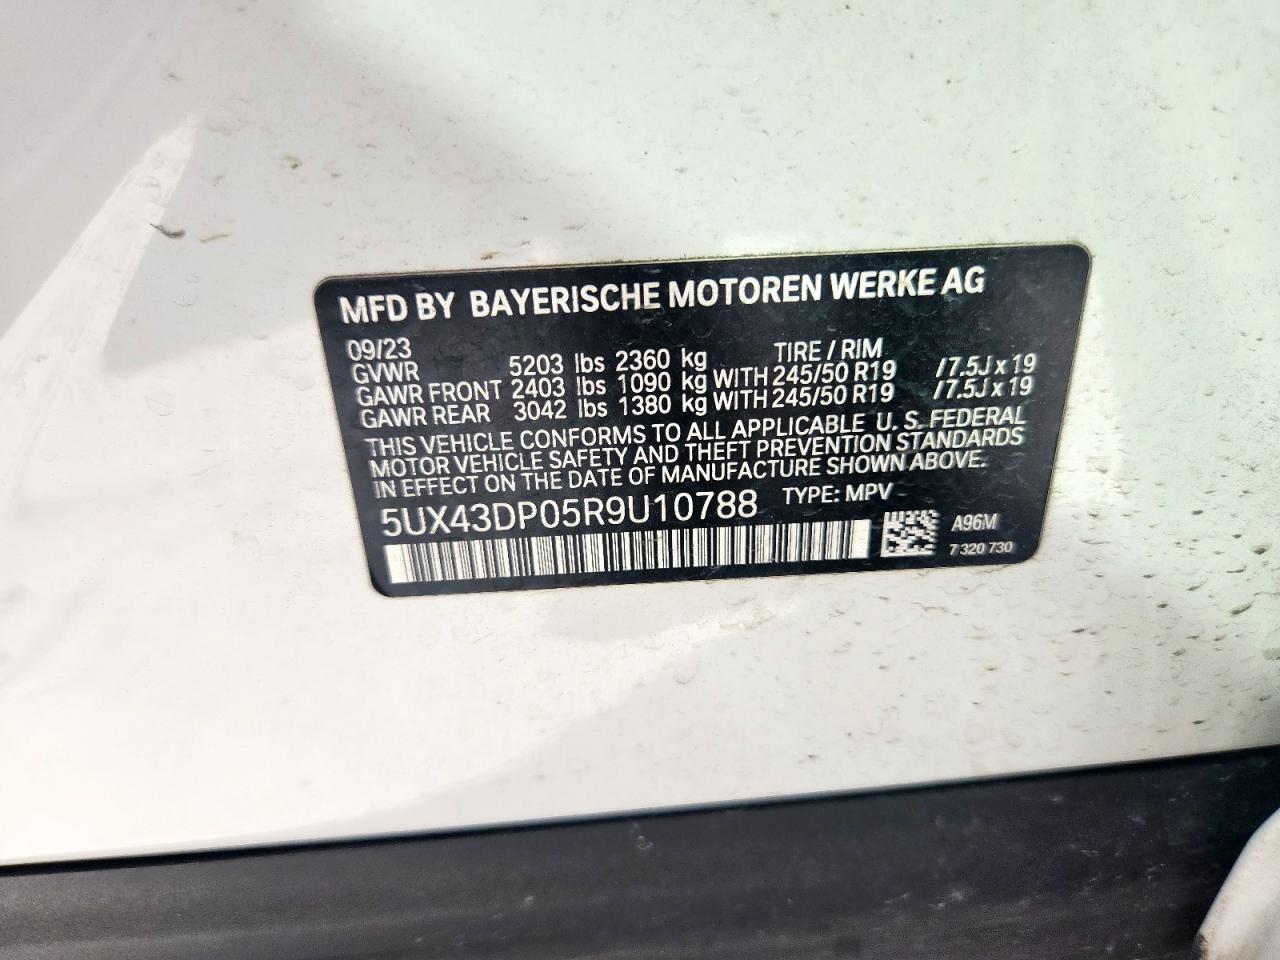 MFD BY BAYERISCHE MOTOREN WERKE AG
09/23 TIRE / RIM
GVWR 5203 lbs 2360 kg
GAWR FRONT 2403 lbs 1090 kg WITH 245/50 R19 /7.5J x 19
GAWR REAR 3042 lbs 1380 kg WITH 245/50 R19 /7.5J x 19
THIS VEHICLE CONFORMS TO ALL APPLICABLE U. S. FEDERAL
MOTOR VEHICLE SAFETY AND THEFT PREVENTION STANDARDS
IN EFFECT ON THE DATE OF MANUFACTURE SHOWN ABOVE.
5UX43DP05R9U10788 TYPE: MPV
A96M
7 320 730